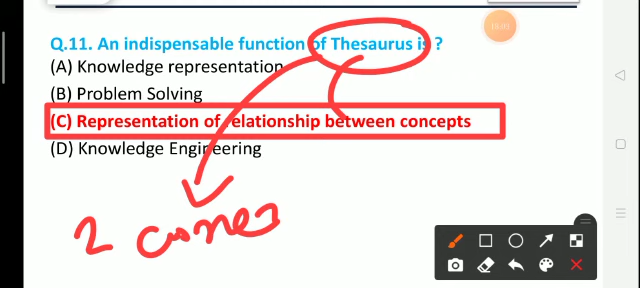 Q.11. An indispensable function of Thesaurus is ?
(A) Knowledge representation
(B) Problem Solving
(C) Representation of relationship between concepts
(D) Knowledge Engineering
2